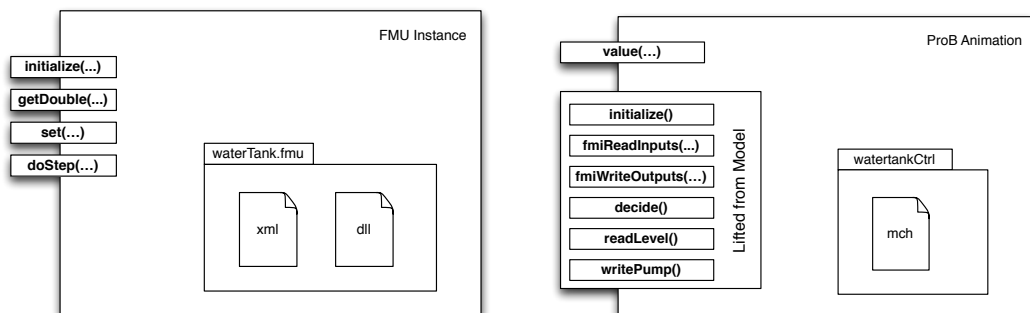 FMU Instance
initialize(...)
getDouble(...)
set(...)
doStep(...)
waterTank.fmu
xml
dll
ProB Animation
value(...)
initialize()
fmiReadInputs(...)
fmiWriteOutputs(...)
decide()
readLevel()
writePump()
Lifted from Model
watertankCtrl
mch